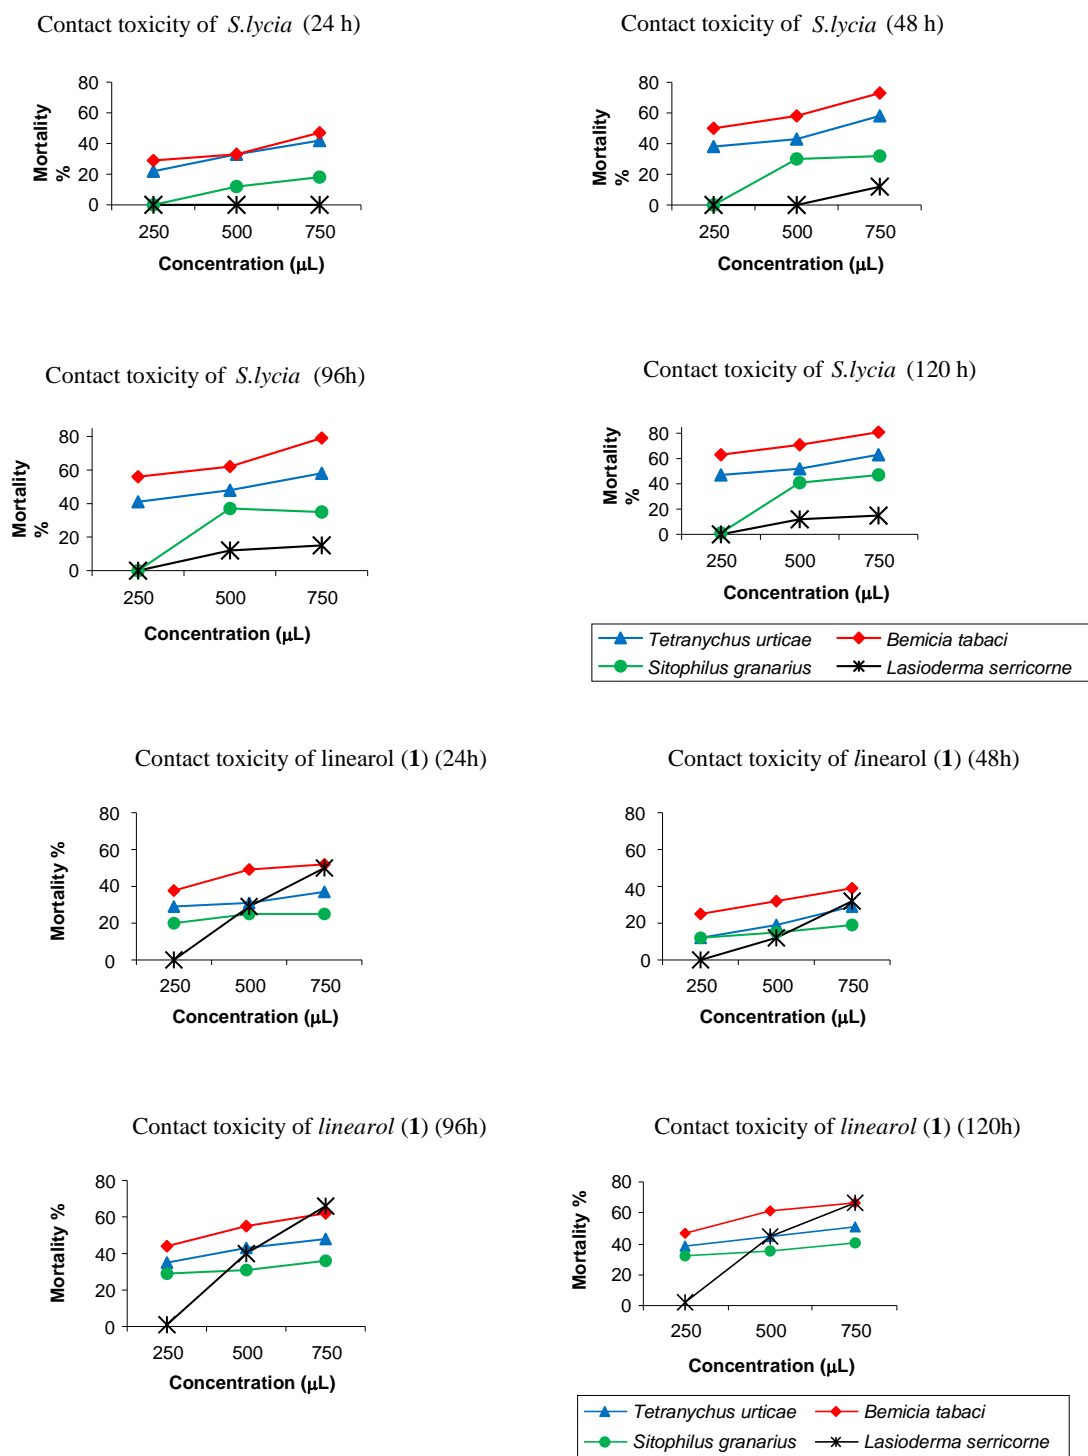 Contact toxicity of S.lycia (24 h)
80
60
40
20
0
Mortality
%
250 500 750
Concentration (μL)
Contact toxicity of S.lycia (48 h)
80
60
40
20
0
Mortality
%
250 500 750
Concentration (μL)
Contact toxicity of S.lycia (96h)
80
60
40
20
0
Mortality
%
250 500 750
Concentration (μL)
Contact toxicity of S.lycia (120 h)
80
60
40
20
0
Mortality
%
250 500 750
Concentration (μL)
Tetranychus urticae Bemicia tabaci
Sitophilus granarius Lasioderma serricorne
Contact toxicity of linearol (1) (24h)
80
60
40
20
0
Mortality %
250 500 750
Concentration (μL)
Contact toxicity of linearol (1) (48h)
80
60
40
20
0
250 500 750
Concentration (μL)
Contact toxicity of linearol (1) (96h)
80
60
40
20
0
Mortality %
250 500 750
Concentration (μL)
Contact toxicity of linearol (1) (120h)
80
60
40
20
0
Mortality %
250 500 750
Concentration (μL)
Tetranychus urticae Bemicia tabaci
Sitophilus granarius Lasioderma serricorne